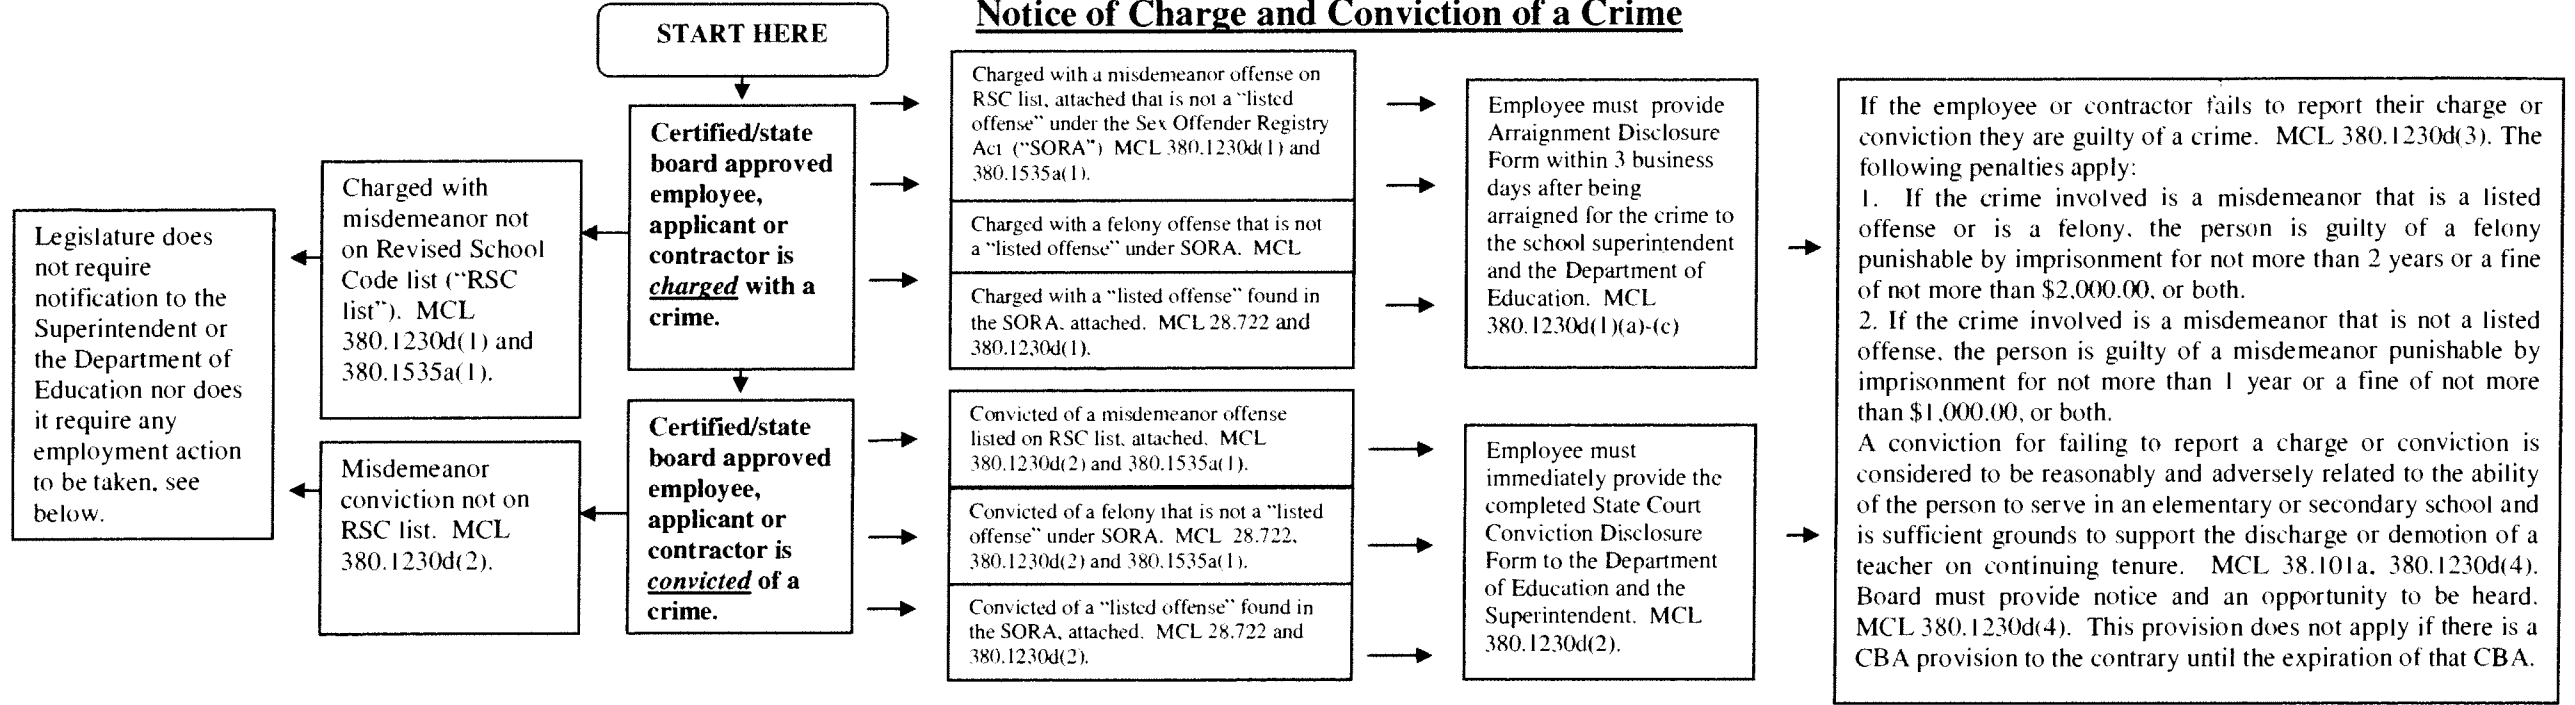 Notice of Charge and Conviction of a Crime
START HERE
Certified/state
board approved
employee,
applicant or
contractor is
charged with a
crime.
Charged with
misdemeanor not
on Revised School
Code list ("RSC
list"). MCL
380.1230d(1) and
380.1535a(1).
Legislature does
not require
notification to the
Superintendent or
the Department of
Education nor does
it require any
employment action
to be taken, see
below.
Charged with a misdemeanor offense on
RSC list, attached that is not a "listed
offense" under the Sex Offender Registry
Act ("SORA") MCL 380.1230d(1) and
380.1535a(1).
Charged with a felony offense that is not
a "listed offense" under SORA. MCL
Charged with a "listed offense" found in
the SORA, attached. MCL 28.722 and
380.1230d(1).
Employee must provide
Arraignment Disclosure
Form within 3 business
days after being
arraigned for the crime to
the school superintendent
and the Department of
Education. MCL
380.1230d(1)(a)-(c)
Certified/state
board approved
employee,
applicant or
contractor is
convicted of a
crime.
Misdemeanor
conviction not on
RSC list. MCL
380.1230d(2).
Convicted of a misdemeanor offense
listed on RSC list, attached. MCL
380.1230d(2) and 380.1535a(1).
Convicted of a felony that is not a "listed
offense" under SORA. MCL 28.722,
380.1230d(2) and 380.1535a(1).
Convicted of a "listed offense" found in
the SORA, attached. MCL 28.722 and
380.1230d(2).
Employee must
immediately provide the
completed State Court
Conviction Disclosure
Form to the Department
of Education and the
Superintendent. MCL
380.1230d(2).
If the employee or contractor fails to report their charge or
conviction they are guilty of a crime. MCL 380.1230d(3). The
following penalties apply:
1. If the crime involved is a misdemeanor that is a listed
offense or is a felony, the person is guilty of a felony
punishable by imprisonment for not more than 2 years or a fine
of not more than $2,000.00, or both.
2. If the crime involved is a misdemeanor that is not a listed
offense, the person is guilty of a misdemeanor punishable by
imprisonment for not more than 1 year or a fine of not more
than $1,000.00, or both.
A conviction for failing to report a charge or conviction is
considered to be reasonably and adversely related to the ability
of the person to serve in an elementary or secondary school and
is sufficient grounds to support the discharge or demotion of a
teacher on continuing tenure. MCL 38.101a, 380.1230d(4).
Board must provide notice and an opportunity to be heard.
MCL 380.1230d(4). This provision does not apply if there is a
CBA provision to the contrary until the expiration of that CBA.